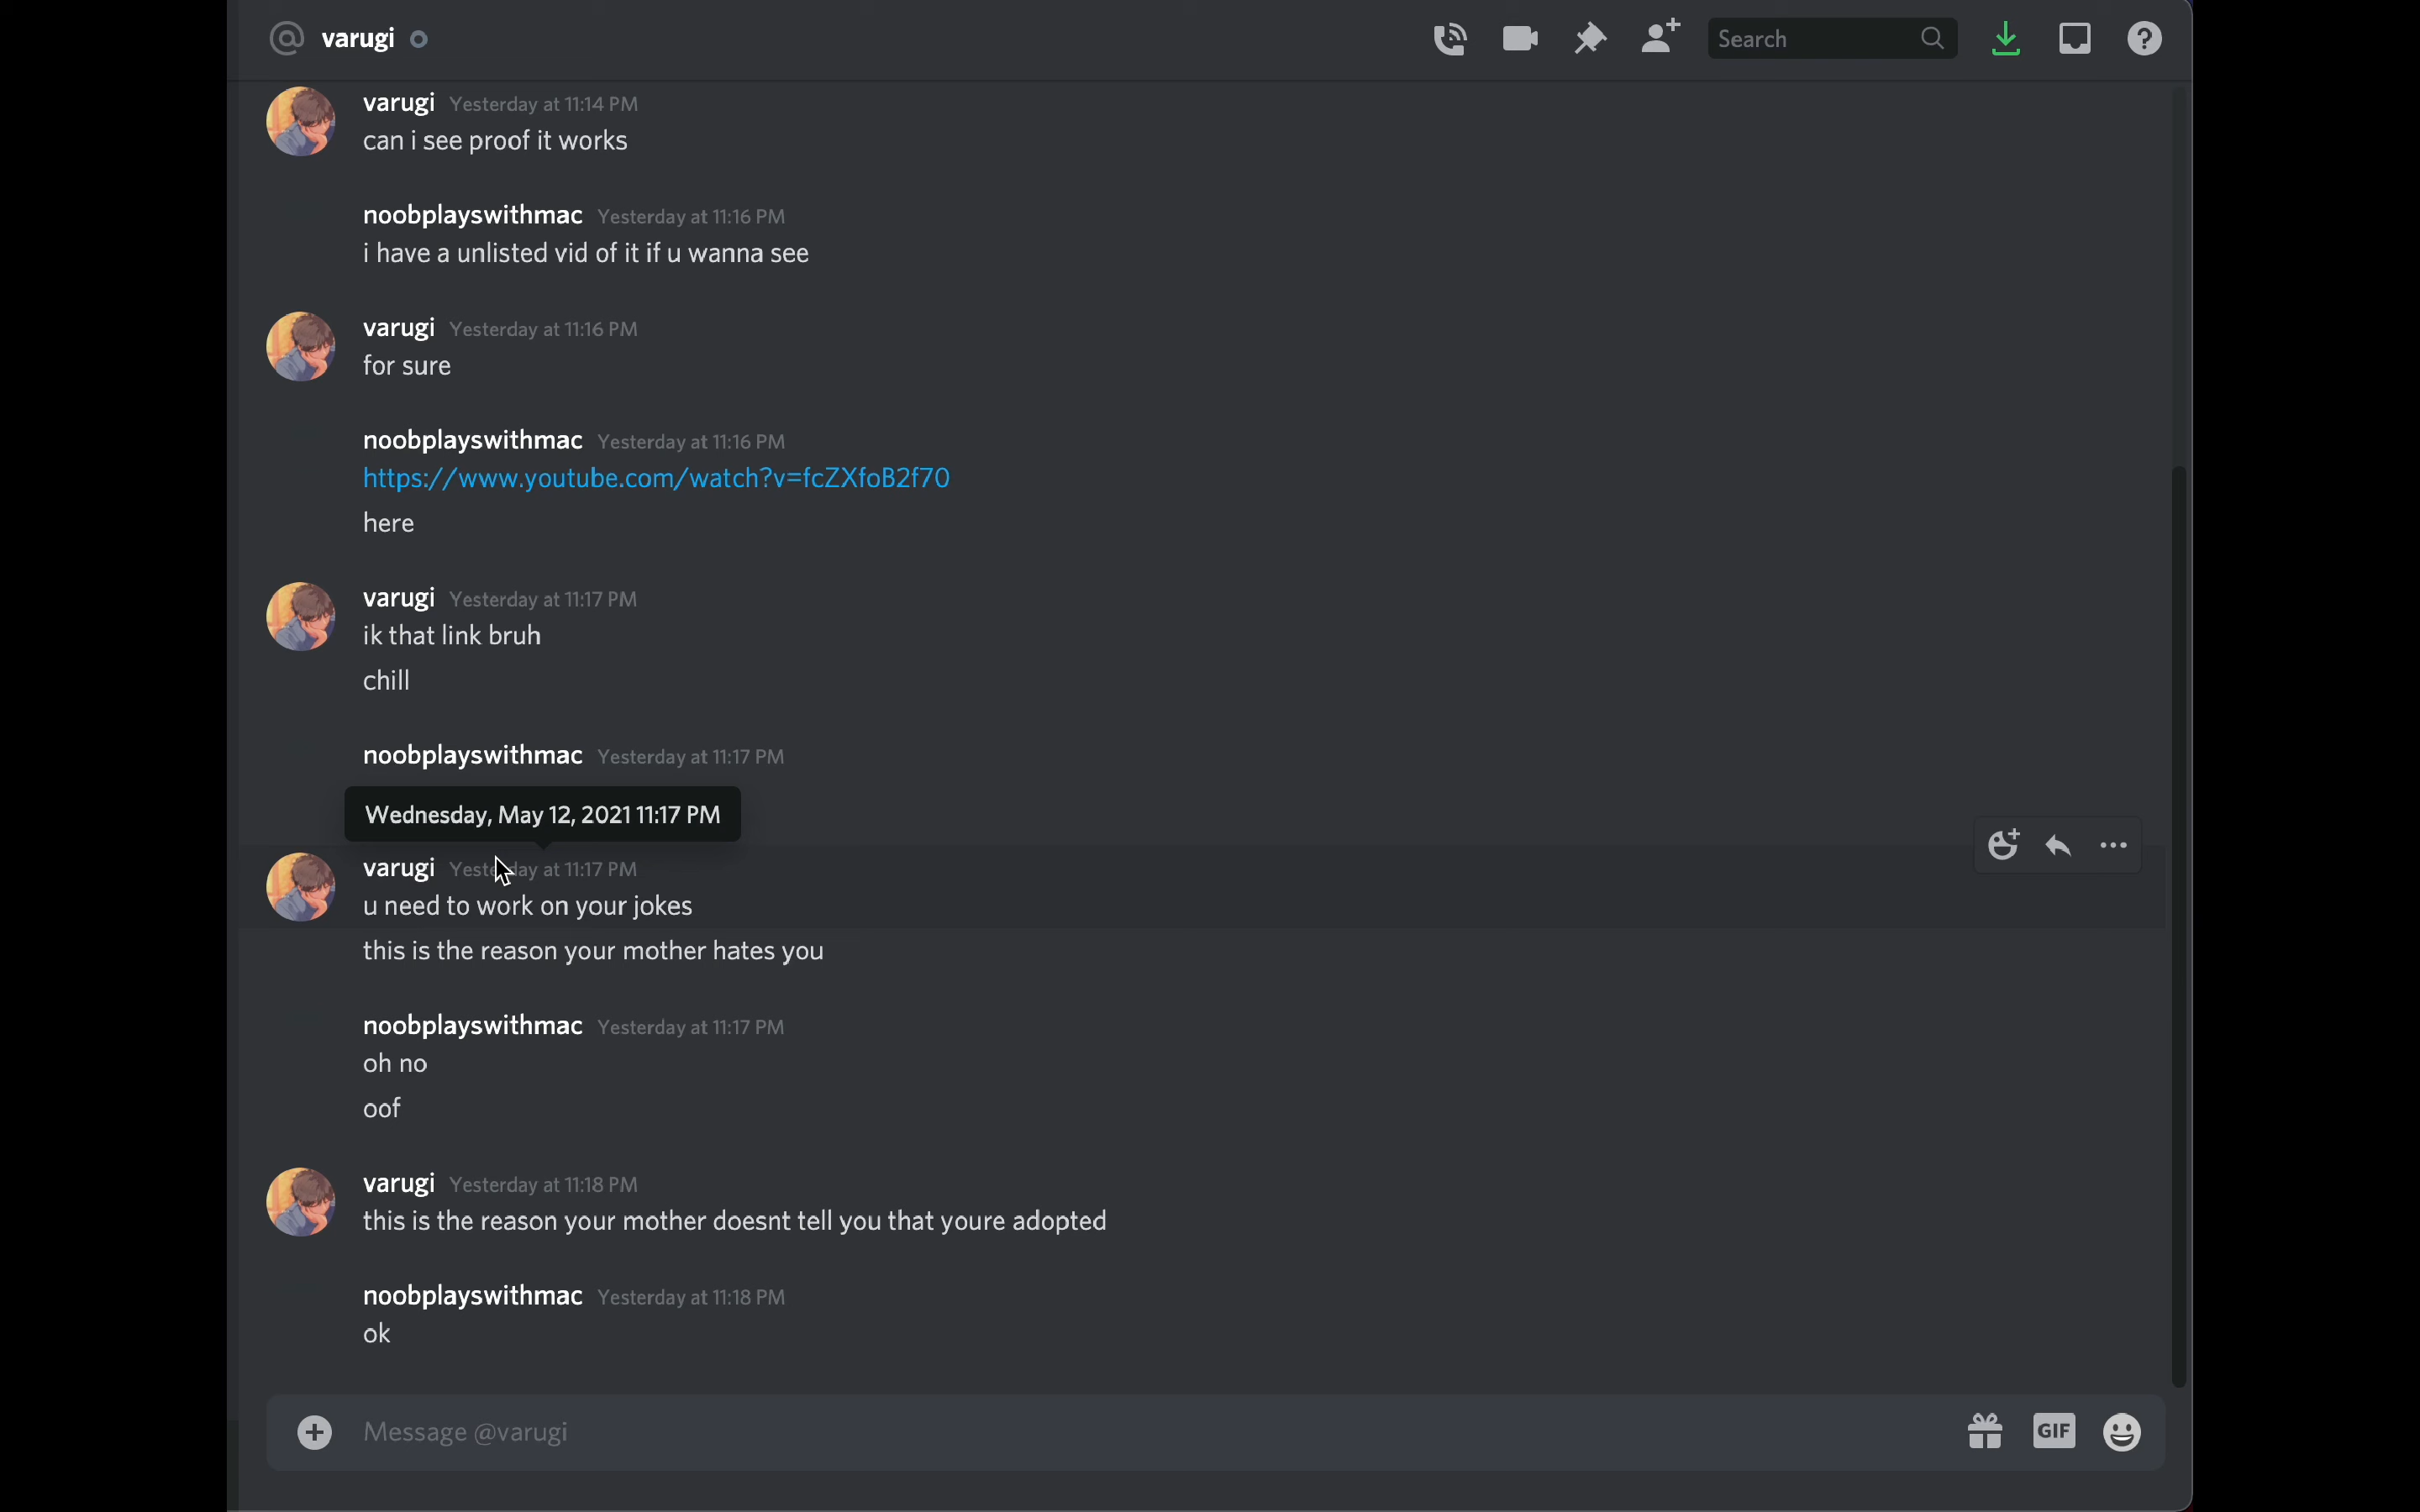 varugi
Search
varugi Yesterday at 11:14 PM
can i see proof it works
noobplayswithmac Yesterday at 11:16 PM
i have a unlisted vid of it if u wanna see
varugi Yesterday at 11:16 PM
for sure
noobplayswithmac Yesterday at 11:16 PM
https://www.youtube.com/watch?v=fcZXfoB2f70
here
varugi Yesterday at 11:17 PM
ik that link bruh
chill
noobplayswithmac Yesterday at 11:17 PM
Wednesday, May 12, 2021 11:17 PM
varugi Yesterday at 11:17 PM
u need to work on your jokes
this is the reason your mother hates you
noobplayswithmac Yesterday at 11:17 PM
oh no
oof
varugi Yesterday at 11:18 PM
this is the reason your mother doesnt tell you that youre adopted
noobplayswithmac Yesterday at 11:18 PM
ok
Message @varugi
GIF